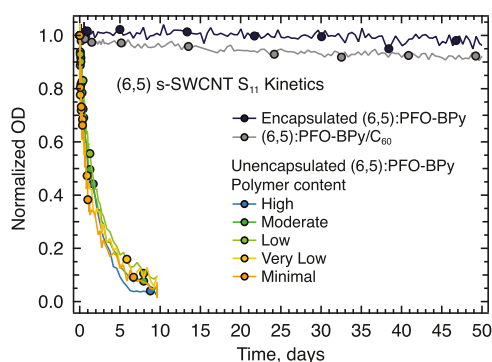 1.0
0.8
0.6
0.4
0.2
0.0
Normalized OD
(6,5) s-SWCNT S₁₁ Kinetics
Encapsulated (6,5):PFO-BPy
(6,5):PFO-BPy/C₆₀
Unencapsulated (6,5):PFO-BPy
Polymer content
High
Moderate
Low
Very Low
Minimal
0 5 10 15 20 25 30 35 40 45 50
Time, days